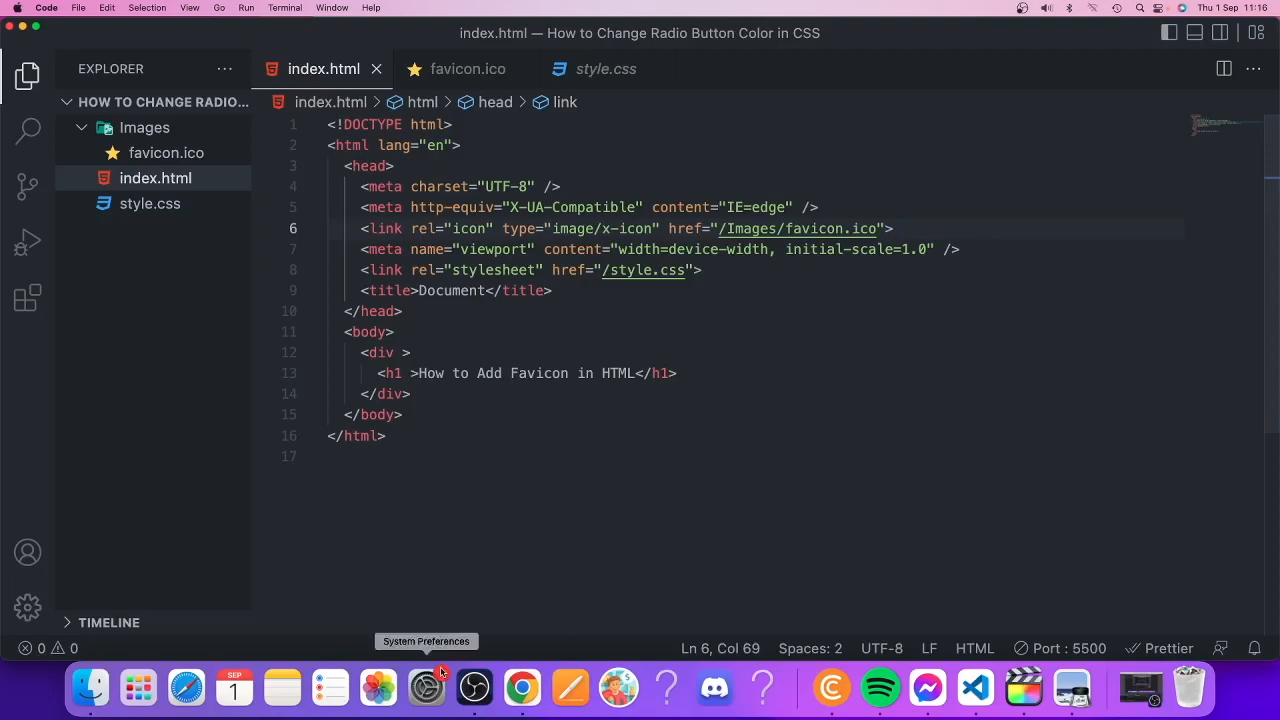 Code File Edit Selection View Go Run Terminal Window Help Thu 1 Sep 11:16
index.html — How to Change Radio Button Color in CSS
EXPLORER
index.html
favicon.ico
style.css
HOW TO CHANGE RADIO...
index.html > html > head > link
Images
favicon.ico
index.html
style.css
1 <!DOCTYPE html>
2 <html lang="en">
3 <head>
4 <meta charset="UTF-8" />
5 <meta http-equiv="X-UA-Compatible" content="IE=edge" />
6 <link rel="icon" type="image/x-icon" href="/Images/favicon.ico">
7 <meta name="viewport" content="width=device-width, initial-scale=1.0" />
8 <link rel="stylesheet" href="/style.css">
9 <title>Document</title>
10 </head>
11 <body>
12 <div >
13 <h1 >How to Add Favicon in HTML</h1>
14 </div>
15 </body>
16 </html>
17
TIMELINE
System Preferences
0 0 Ln 6, Col 69 Spaces: 2 UTF-8 LF HTML Port : 5500 Prettier
SEP
1